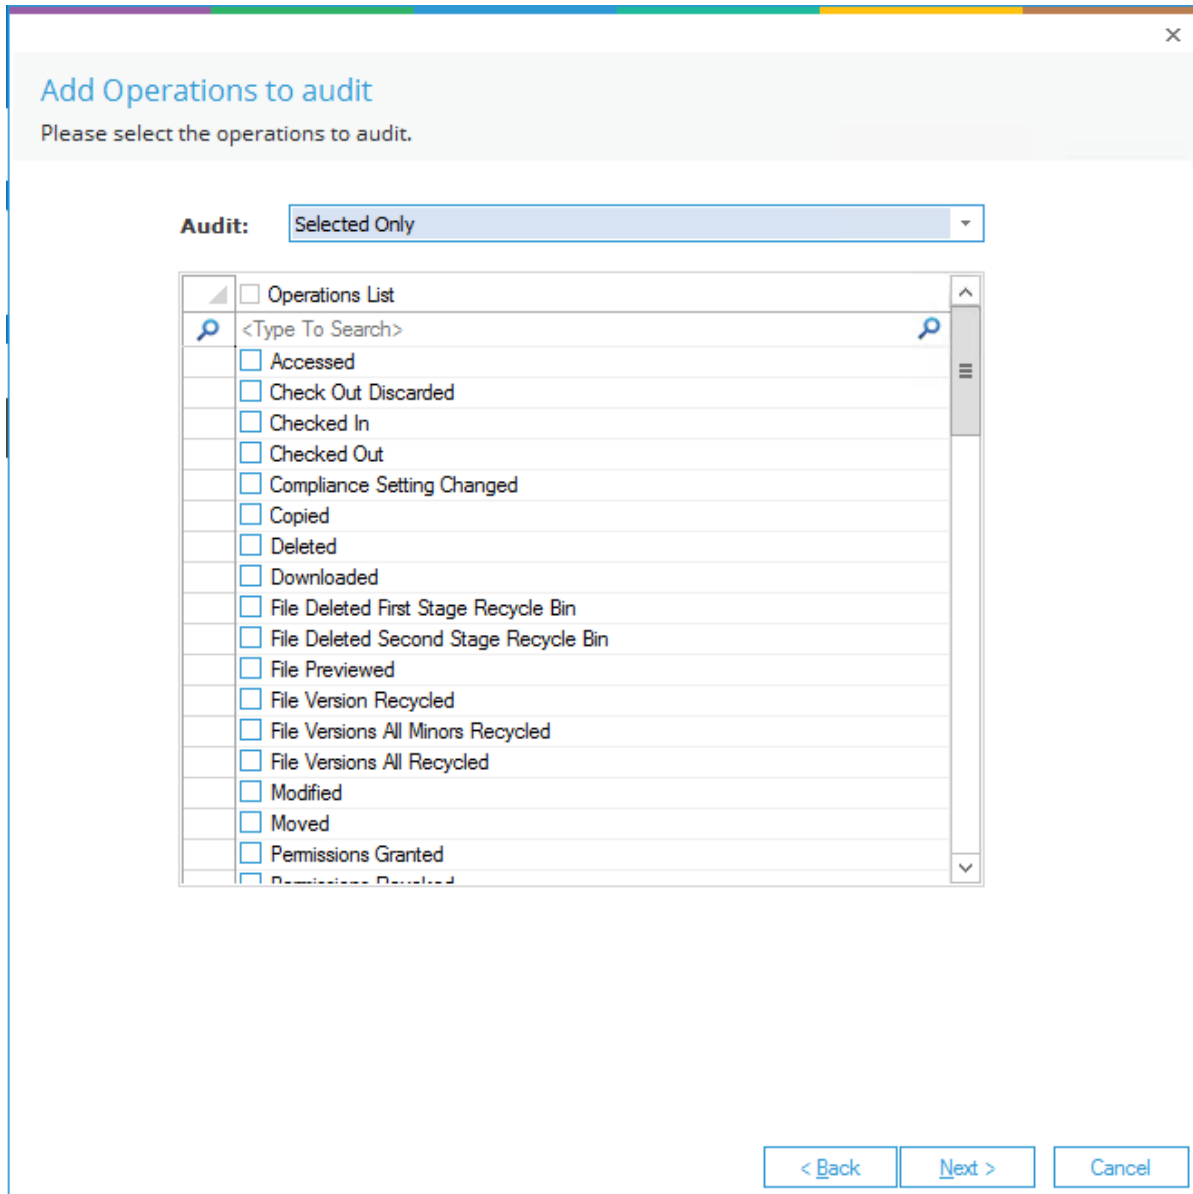 Add Operations to audit
Please select the operations to audit.
Audit: Selected Only
Operations List
<Type To Search>
Accessed
Check Out Discarded
Checked In
Checked Out
Compliance Setting Changed
Copied
Deleted
Downloaded
File Deleted First Stage Recycle Bin
File Deleted Second Stage Recycle Bin
File Previewed
File Version Recycled
File Versions All Minors Recycled
File Versions All Recycled
Modified
Moved
Permissions Granted
Permissions Revoked
< Back Next > Cancel